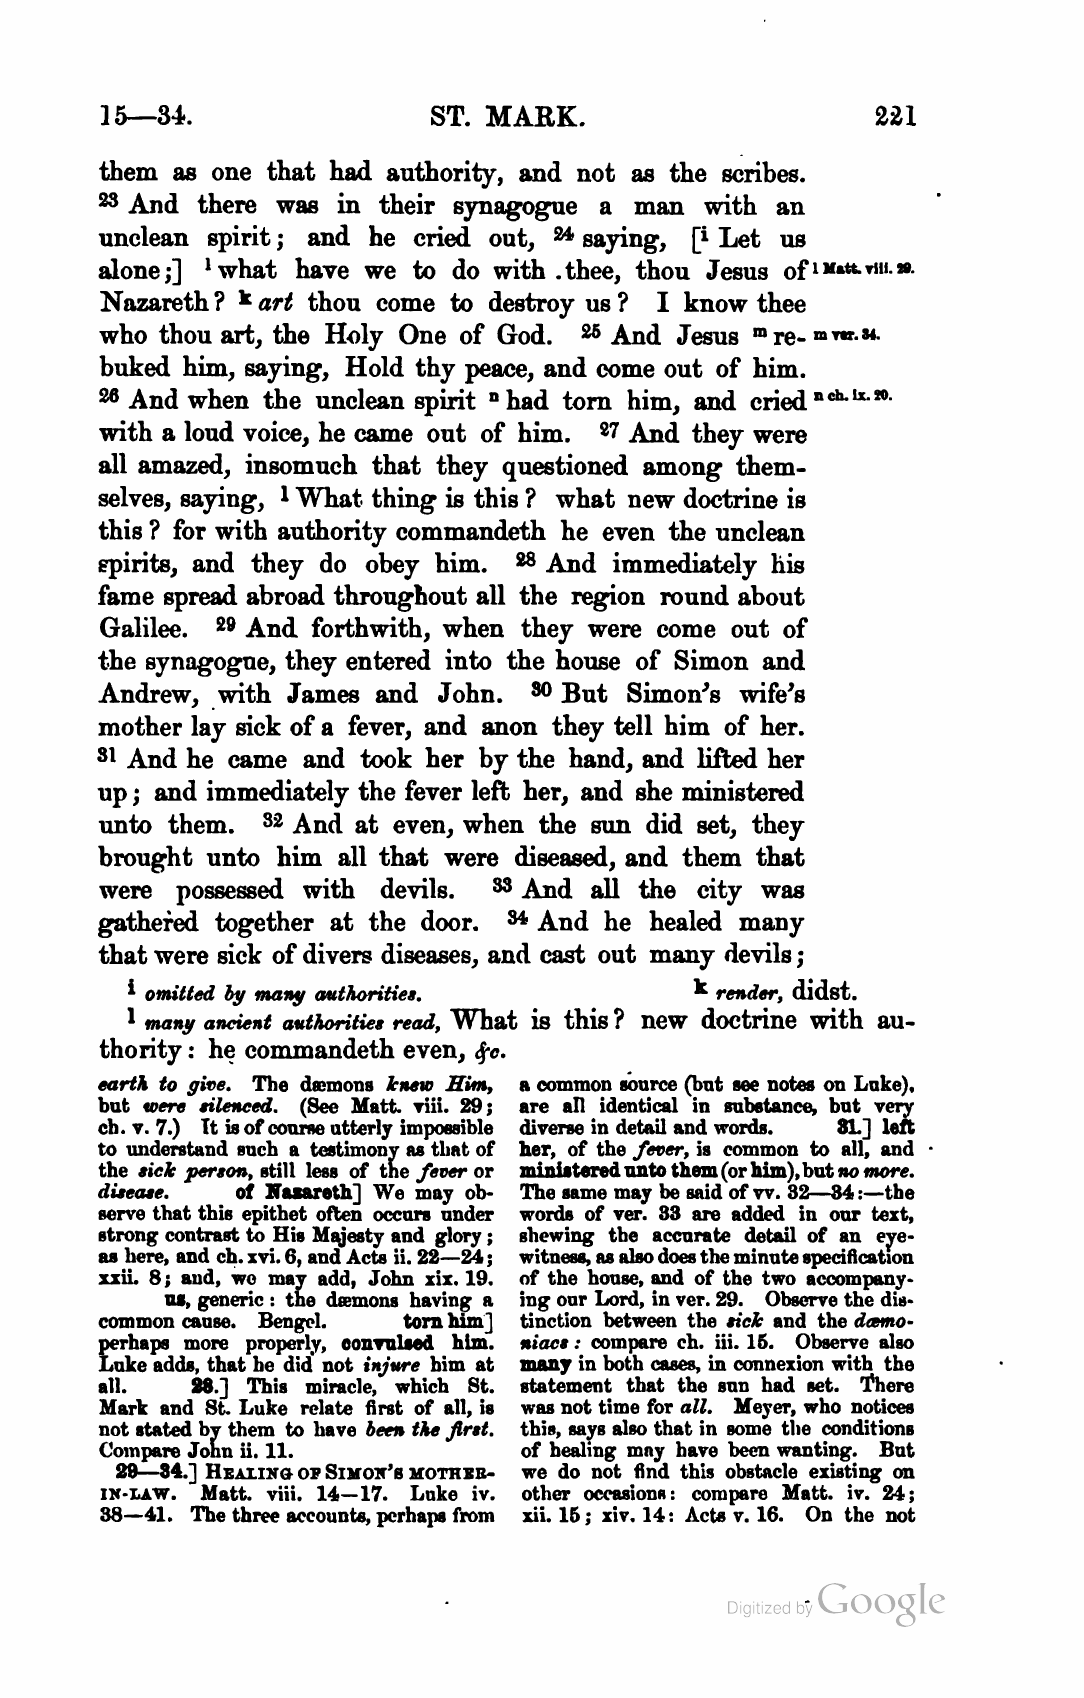 15—34. ST. MARK. 221
them as one that had authority, and not as the scribes.
23 And there was in their synagogue a man with an
unclean spirit; and he cried out, 24 saying, [i Let us
alone;] l what have we to do with thee, thou Jesus of l Matt. viii. 29.
Nazareth? k art thou come to destroy us? I know thee
who thou art, the Holy One of God. 25 And Jesus m re- m ver. 34.
buked him, saying, Hold thy peace, and come out of him.
26 And when the unclean spirit n had torn him, and cried n ch. ix. 20.
with a loud voice, he came out of him. 27 And they were
all amazed, insomuch that they questioned among them-
selves, saying, l What thing is this? what new doctrine is
this? for with authority commandeth he even the unclean
spirits, and they do obey him. 28 And immediately his
fame spread abroad throughout all the region round about
Galilee. 29 And forthwith, when they were come out of
the synagogue, they entered into the house of Simon and
Andrew, with James and John. 30 But Simon's wife's
mother lay sick of a fever, and anon they tell him of her.
31 And he came and took her by the hand, and lifted her
up; and immediately the fever left her, and she ministered
unto them. 32 And at even, when the sun did set, they
brought unto him all that were diseased, and them that
were possessed with devils. 33 And all the city was
gathered together at the door. 34 And he healed many
that were sick of divers diseases, and cast out many devils;
i omitted by many authorities. k render, didst.
l many ancient authorities read, What is this? new doctrine with au-
thority: he commandeth even, &c.
earth to give. The dæmons knew Him,
but were silenced. (See Matt. viii. 29;
ch. v. 7.) It is of course utterly impossible
to understand such a testimony as that of
the sick person, still less of the fever or
disease. of Nazareth] We may ob-
serve that this epithet often occurs under
strong contrast to His Majesty and glory;
as here, and ch. xvi. 6, and Acts ii. 22—24;
xxii. 8; and, we may add, John xix. 19.
us, generic: the dæmons having a
common cause. Bengel. torn him]
perhaps more properly, convulsed him.
Luke adds, that he did not injure him at
all. 28.] This miracle, which St.
Mark and St. Luke relate first of all, is
not stated by them to have been the first.
Compare John ii. 11.
29—34.] HEALING OF SIMON'S MOTHER-
IN-LAW. Matt. viii. 14—17. Luke iv.
38—41. The three accounts, perhaps from
a common source (but see notes on Luke),
are all identical in substance, but very
diverse in detail and words. 31.] left
her, of the fever, is common to all, and
ministered unto them (or him), but no more.
The same may be said of vv. 32—34:—the
words of ver. 33 are added in our text,
shewing the accurate detail of an eye-
witness, as also does the minute specification
of the house, and of the two accompany-
ing our Lord, in ver. 29. Observe the dis-
tinction between the sick and the dæmo-
niacs: compare ch. iii. 15. Observe also
many in both cases, in connexion with the
statement that the sun had set. There
was not time for all. Meyer, who notices
this, says also that in some the conditions
of healing may have been wanting. But
we do not find this obstacle existing on
other occasions: compare Matt. iv. 24;
xii. 15; xiv. 14: Acts v. 16. On the not
Digitized by Google